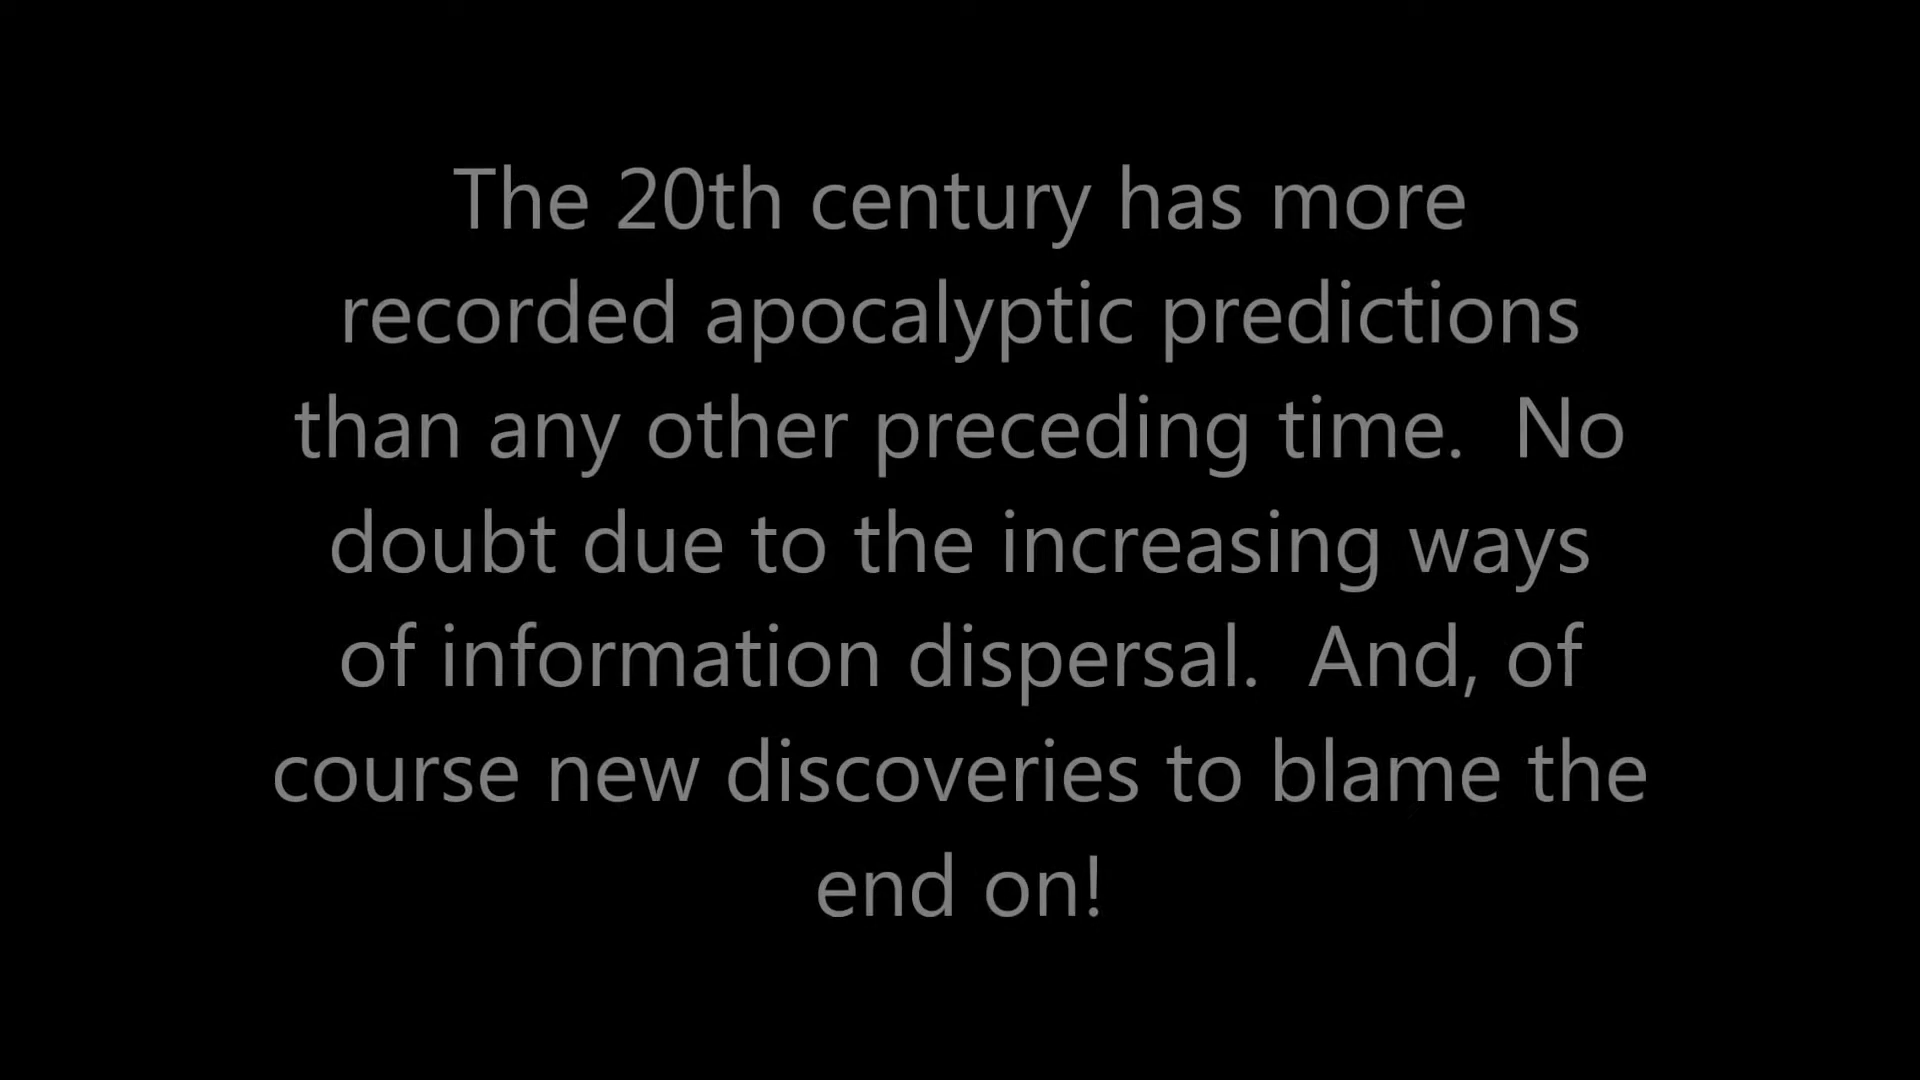 The 20th century has more
recorded apocalyptic predictions
than any other preceding time.  No
doubt due to the increasing ways
of information dispersal.  And, of
course new discoveries to blame the
end on!